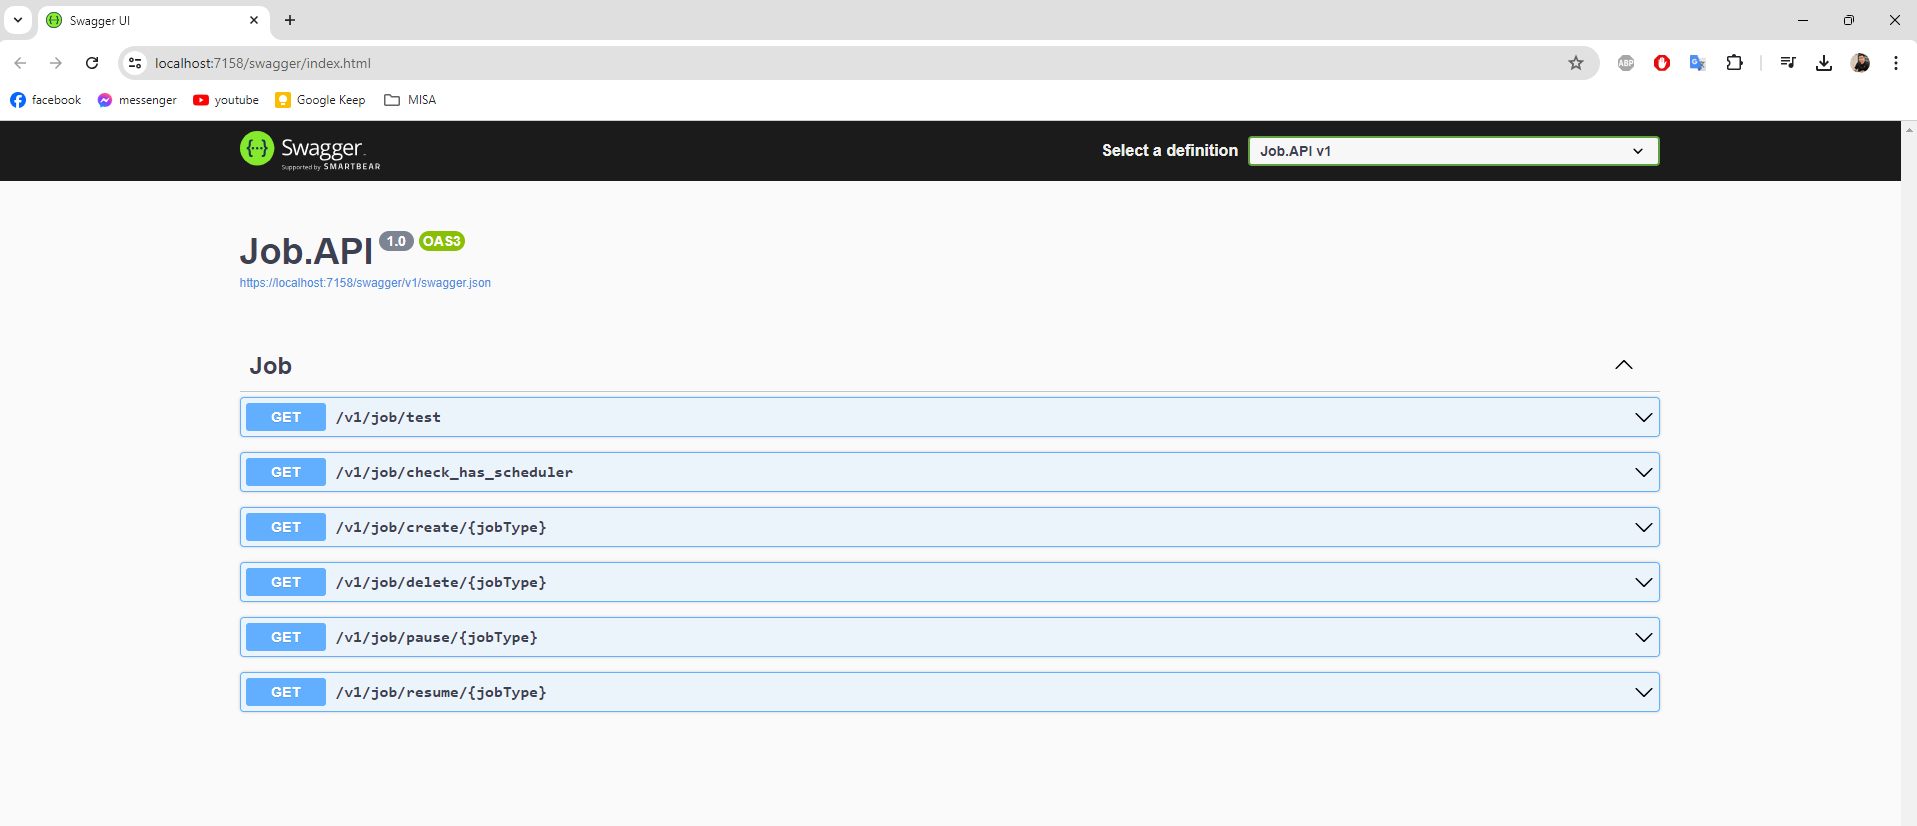 Swagger UI
localhost:7158/swagger/index.html
ABP
facebook
messenger
youtube
Google Keep
MISA
Swagger
Supported by SMARTBEAR
Select a definition
Job.API v1
Job.API 1.0 OAS3
https://localhost:7158/swagger/v1/swagger.json
Job
GET /v1/job/test
GET /v1/job/check_has_scheduler
GET /v1/job/create/{jobType}
GET /v1/job/delete/{jobType}
GET /v1/job/pause/{jobType}
GET /v1/job/resume/{jobType}